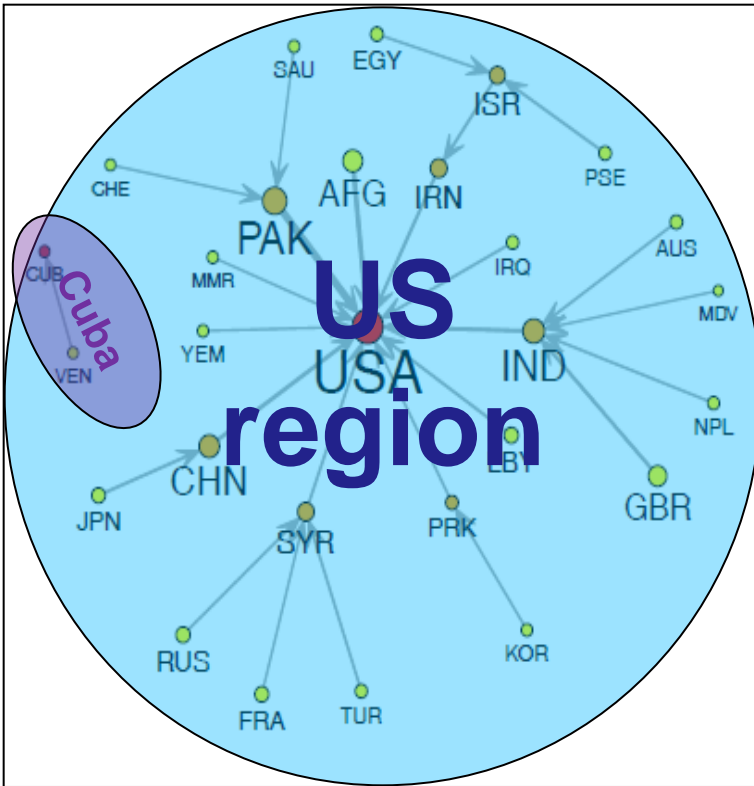 EGY
SAU
ISR
CHE
AFG
IRN
PSE
PAK
AUS
CUB
MMR
IRQ
Cuba
US
MDV
YEM
VEN
USA
IND
NPL
region
LBY
CHN
JPN
GBR
SYR
PRK
RUS
KOR
FRA
TUR